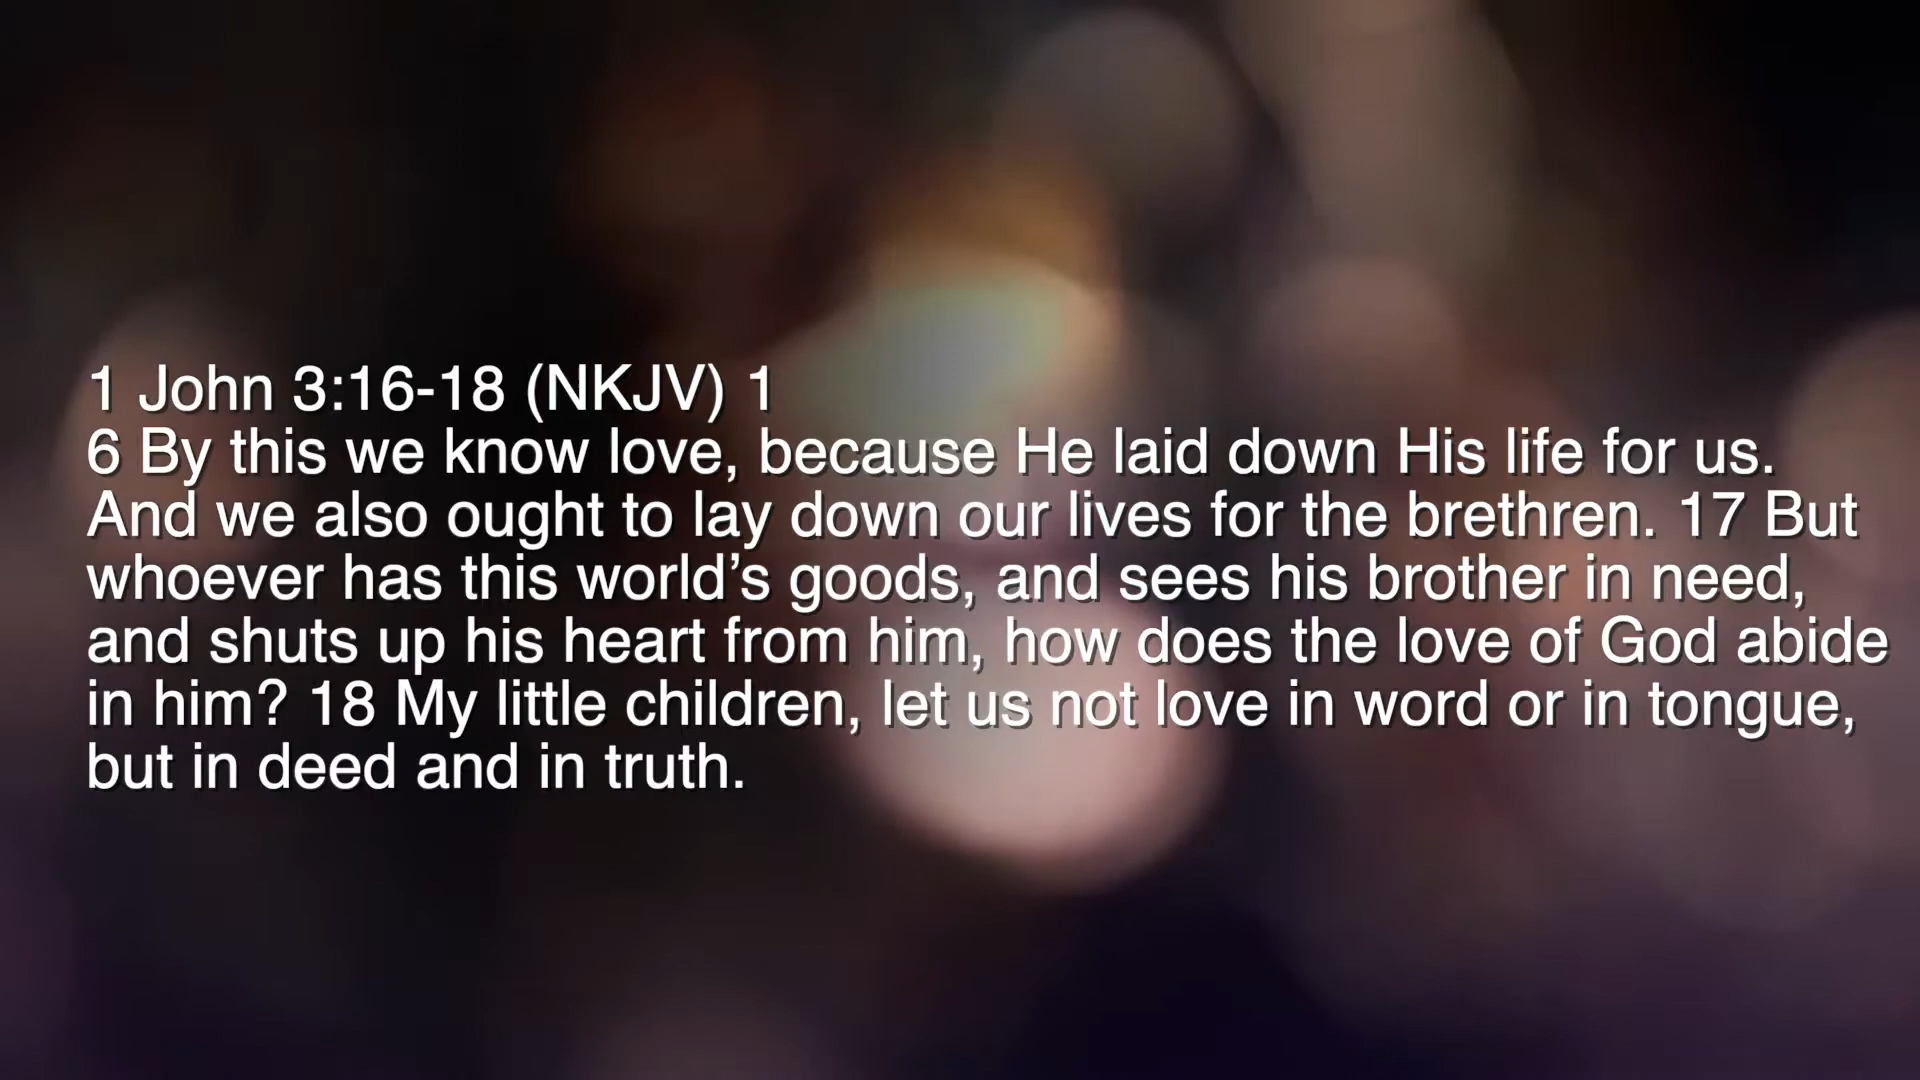 1 John 3:16-18 (NKJV) 1
6 By this we know love, because He laid down His life for us.
And we also ought to lay down our lives for the brethren. 17 But
whoever has this world’s goods, and sees his brother in need,
and shuts up his heart from him, how does the love of God abide
in him? 18 My little children, let us not love in word or in tongue,
but in deed and in truth.